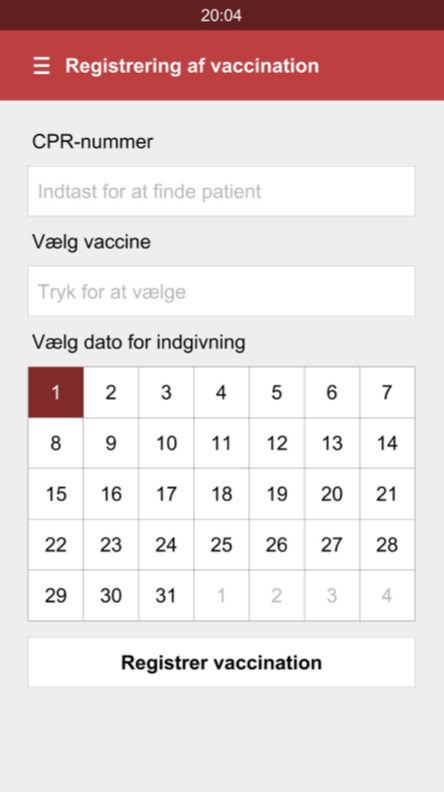 20:04
☰ Registrering af vaccination
CPR-nummer
Indtast for at finde patient
Vælg vaccine
Tryk for at vælge
Vælg dato for indgivning
1 2 3 4 5 6 7
8 9 10 11 12 13 14
15 16 17 18 19 20 21
22 23 24 25 26 27 28
29 30 31 1 2 3 4
Registrer vaccination